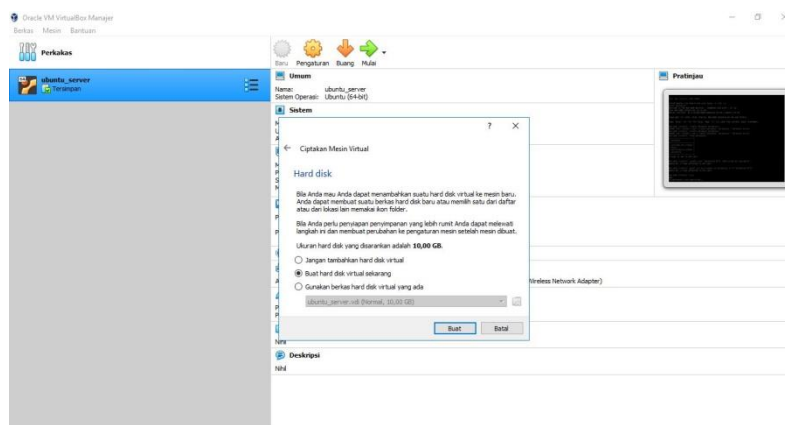 Oracle VM VirtualBox Manajer
Berkas Mesin Bantuan
Perkakas
Baru Pengaturan Buang Mulai
ubuntu_server
Tersimpan
Umum
Nama: ubuntu_server
Sistem Operasi: Ubuntu (64-bit)
Pratinjau
Sistem
? ×
← Ciptakan Mesin Virtual
Hard disk
Bila Anda mau Anda dapat menambahkan suatu hard disk virtual ke mesin baru.
Anda dapat membuat suatu berkas hard disk baru atau memilih satu dari daftar
atau dari lokasi lain memakai ikon folder.
Bila Anda perlu penyiapan penyimpanan yang lebih rumit Anda dapat melewati
langkah ini dan membuat perubahan ke pengaturan mesin setelah mesin dibuat.
Ukuran hard disk yang disarankan adalah 10,00 GB.
Jangan tambahkan hard disk virtual
Buat hard disk virtual sekarang
Wireless Network Adapter)
Gunakan berkas hard disk virtual yang ada
ubuntu_server.vdi (Normal, 10,00 GB)
Buat Batal
Nihil
Deskripsi
Nihil